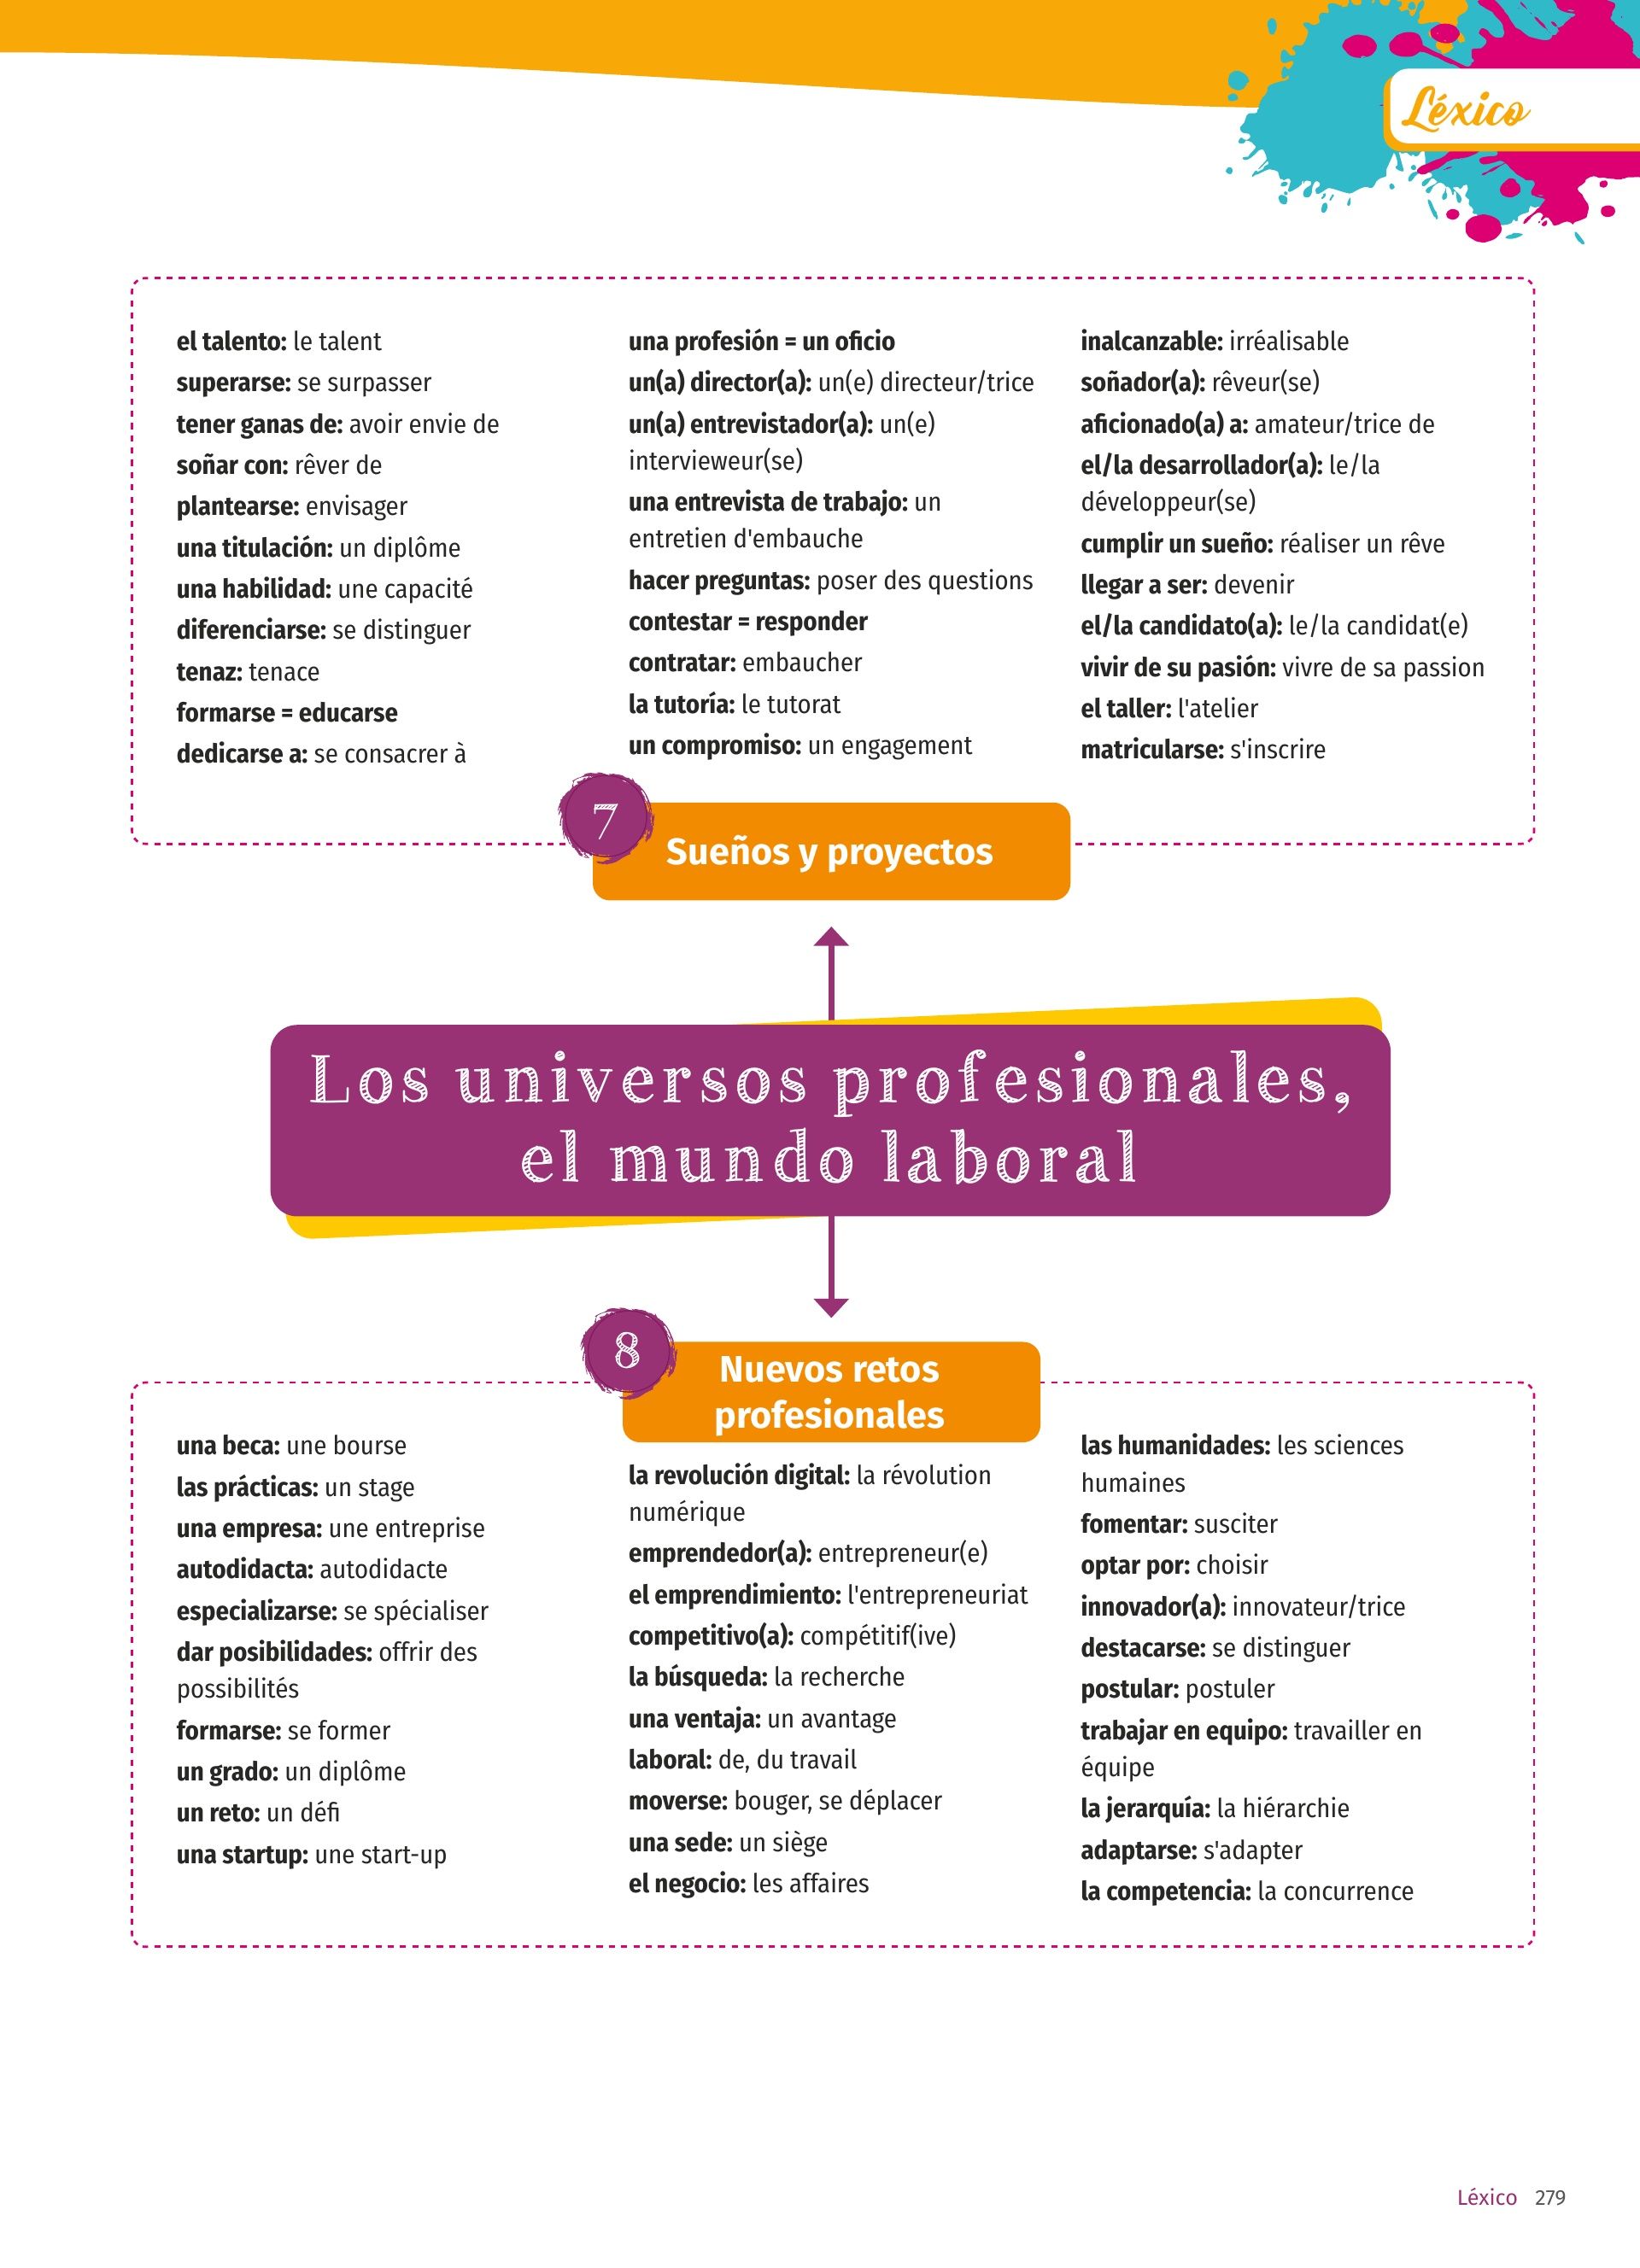 Léxico
el talento: le talent
superarse: se surpasser
tener ganas de: avoir envie de
soñar con: rêver de
plantearse: envisager
una titulación: un diplôme
una habilidad: une capacité
diferenciarse: se distinguer
tenaz: tenace
formarse = educarse
dedicarse a: se consacrer à
una profesión = un oficio
un(a) director(a): un(e) directeur/trice
un(a) entrevistador(a): un(e)
intervieweur(se)
una entrevista de trabajo: un
entretien d'embauche
hacer preguntas: poser des questions
contestar = responder
contratar: embaucher
la tutoría: le tutorat
un compromiso: un engagement
inalcanzable: irréalisable
soñador(a): rêveur(se)
aficionado(a) a: amateur/trice de
el/la desarrollador(a): le/la
développeur(se)
cumplir un sueño: réaliser un rêve
llegar a ser: devenir
el/la candidato(a): le/la candidat(e)
vivir de su pasión: vivre de sa passion
el taller: l'atelier
matricularse: s'inscrire
7
Sueños y proyectos
Los universos profesionales,
el mundo laboral
8
Nuevos retos
profesionales
una beca: une bourse
las prácticas: un stage
una empresa: une entreprise
autodidacta: autodidacte
especializarse: se spécialiser
dar posibilidades: offrir des
possibilités
formarse: se former
un grado: un diplôme
un reto: un défi
una startup: une start-up
la revolución digital: la révolution
numérique
emprendedor(a): entrepreneur(e)
el emprendimiento: l'entrepreneuriat
competitivo(a): compétitif(ive)
la búsqueda: la recherche
una ventaja: un avantage
laboral: de, du travail
moverse: bouger, se déplacer
una sede: un siège
el negocio: les affaires
las humanidades: les sciences
humaines
fomentar: susciter
optar por: choisir
innovador(a): innovateur/trice
destacarse: se distinguer
postular: postuler
trabajar en equipo: travailler en
équipe
la jerarquía: la hiérarchie
adaptarse: s'adapter
la competencia: la concurrence
Léxico 279